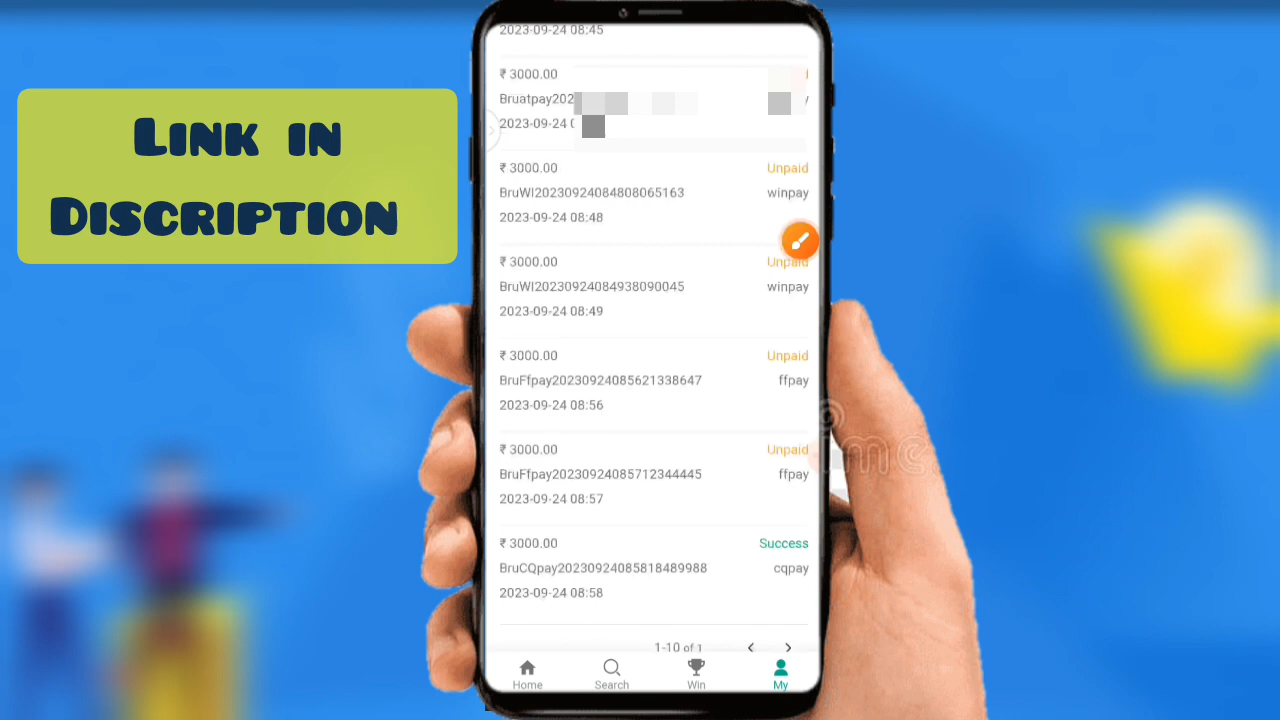 LINK IN
DISCRIPTION
2023-09-24 08:45
₹ 3000.00
Bruatpay202
2023-09-24
₹ 3000.00 Unpaid
BruWI20230924084808065163 winpay
2023-09-24 08:48
₹ 3000.00 Unpaid
BruWI20230924084938090045 winpay
2023-09-24 08:49
₹ 3000.00 Unpaid
BruFfpay20230924085621338647 ffpay
2023-09-24 08:56
₹ 3000.00 Unpaid
BruFfpay20230924085712344445 ffpay
2023-09-24 08:57
₹ 3000.00 Success
BruCQpay20230924085818489988 cqpay
2023-09-24 08:58
1-10 of 1
Home Search Win My